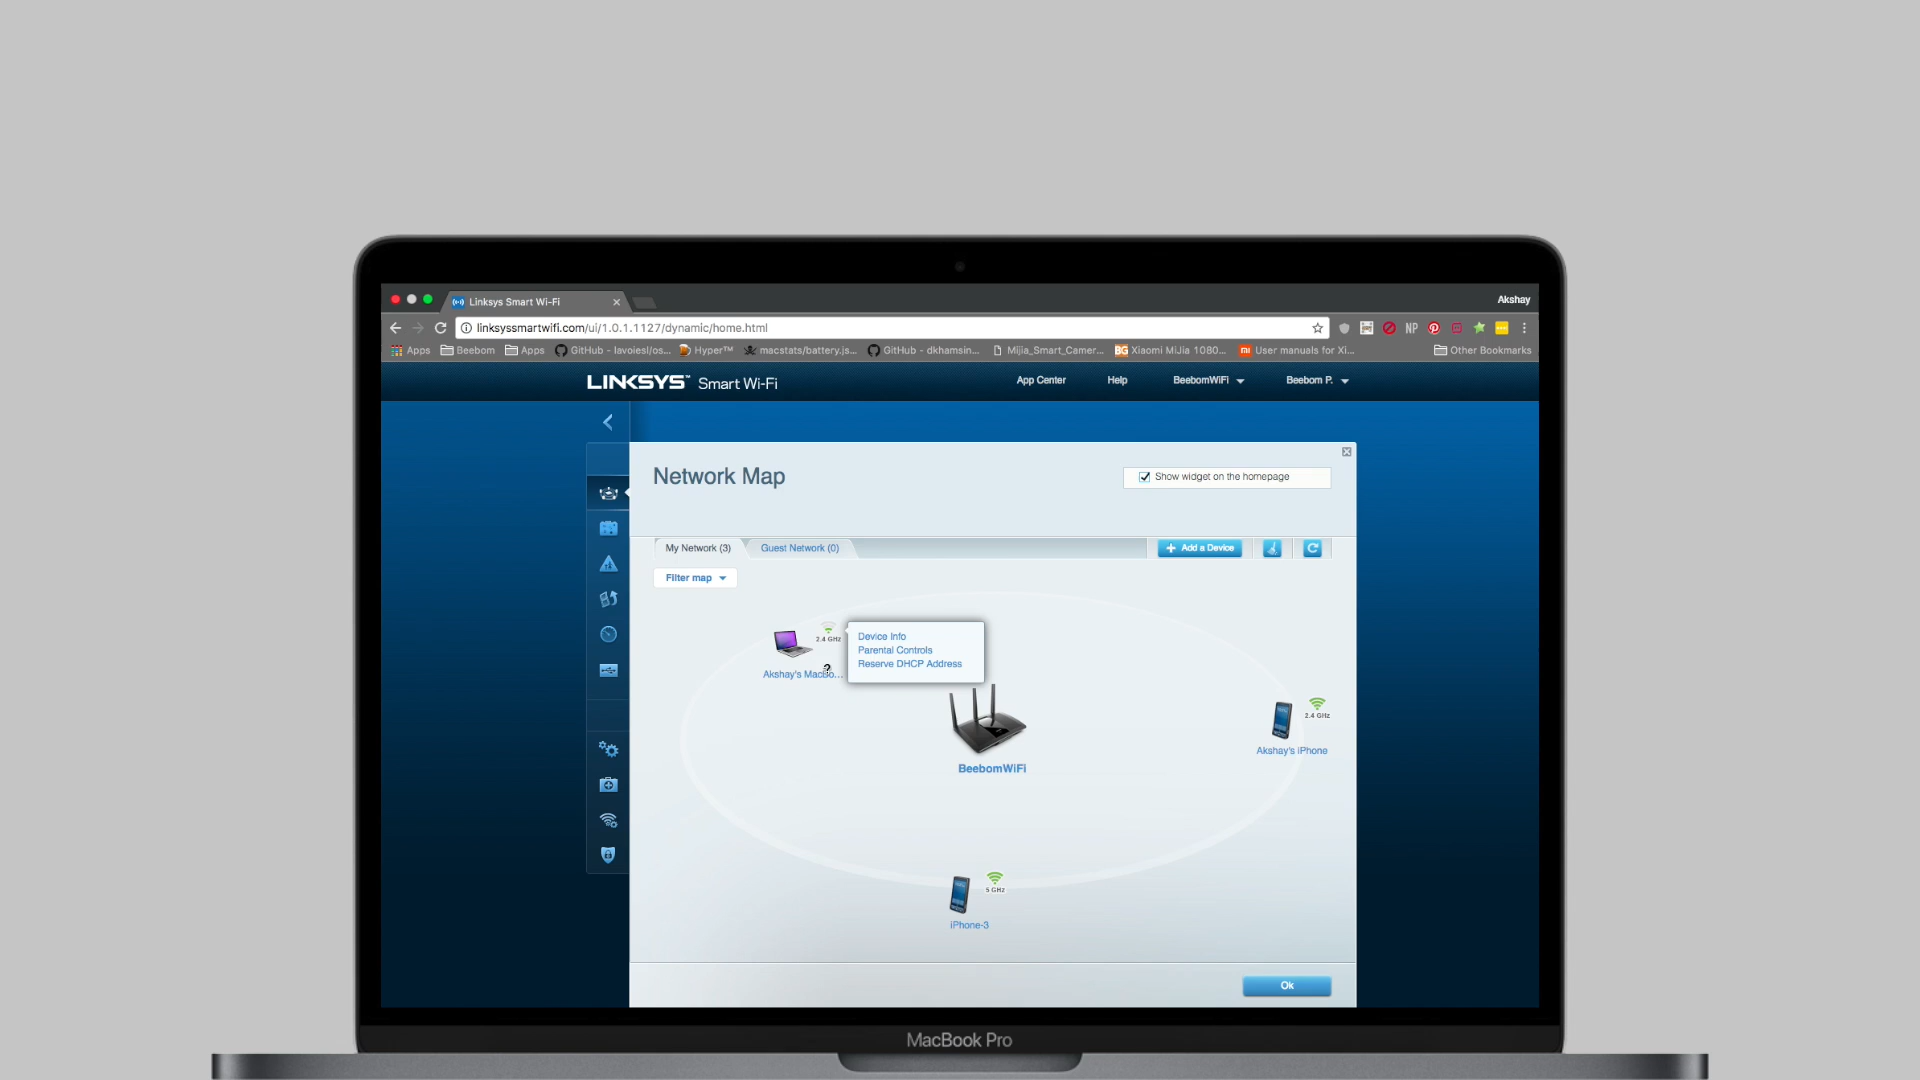 Linksys Smart Wi-Fi
Akshay
linksyssmartwifi.com/ui/1.0.1.1127/dynamic/home.html
NP
Apps
Beebom
Apps
GitHub - lavoiesl/os...
Hyper™
macstats/battery.js...
GitHub - dkhamsin...
Mijia_Smart_Camer...
BG Xiaomi MiJia 1080...
mi User manuals for Xi...
Other Bookmarks
LINKSYS™ Smart Wi-Fi
App Center
Help
BeebomWiFi
Beebom P.
Network Map
Show widget on the homepage
My Network (3)
Guest Network (0)
+ Add a Device
Filter map
2.4 GHz
Akshay's MacBo...
Device Info
Parental Controls
Reserve DHCP Address
BeebomWiFi
2.4 GHz
Akshay's iPhone
5 GHz
iPhone-3
Ok
MacBook Pro